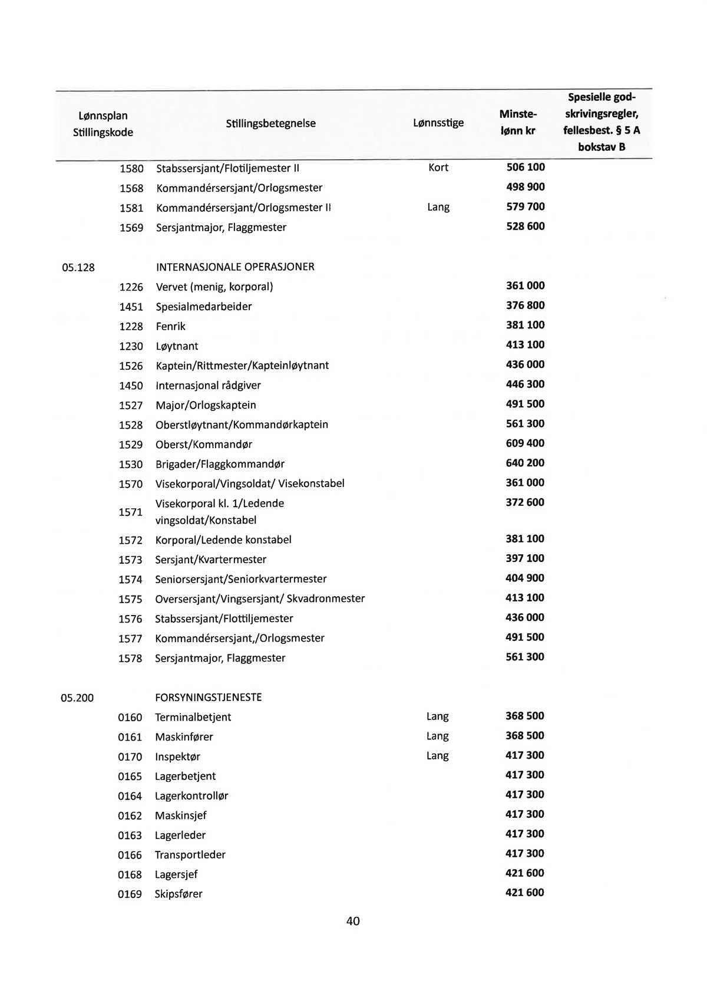 Lønnsplan
Stillingskode
Stillingsbetegnelse
Lønnsstige
Minste-
lønn kr
Spesielle god-
skrivingsregler,
fellesbest. § 5 A
bokstav B
1580 Stabssersjant/Flotiljemester II Kort 506 100
1568 Kommandérsersjant/Orlogsmester 498 900
1581 Kommandérsersjant/Orlogsmester II Lang 579 700
1569 Sersjantmajor, Flaggmester 528 600
05.128 INTERNASJONALE OPERASJONER
1226 Vervet (menig, korporal) 361 000
1451 Spesialmedarbeider 376 800
1228 Fenrik 381 100
1230 Løytnant 413 100
1526 Kaptein/Rittmester/Kapteinløytnant 436 000
1450 Internasjonal rådgiver 446 300
1527 Major/Orlogskaptein 491 500
1528 Oberstløytnant/Kommandørkaptein 561 300
1529 Oberst/Kommandør 609 400
1530 Brigader/Flaggkommandør 640 200
1570 Visekorporal/Vingsoldat/ Visekonstabel 361 000
1571 Visekorporal kl. 1/Ledende 372 600
vingsoldat/Konstabel
1572 Korporal/Ledende konstabel 381 100
1573 Sersjant/Kvartermester 397 100
1574 Seniorsersjant/Seniorkvartermester 404 900
1575 Oversersjant/Vingsersjant/ Skvadronmester 413 100
1576 Stabssersjant/Flottiljemester 436 000
1577 Kommandérsersjant,/Orlogsmester 491 500
1578 Sersjantmajor, Flaggmester 561 300
05.200 FORSYNINGSTJENESTE
0160 Terminalbetjent Lang 368 500
0161 Maskinfører Lang 368 500
0170 Inspektør Lang 417 300
0165 Lagerbetjent 417 300
0164 Lagerkontrollør 417 300
0162 Maskinsjef 417 300
0163 Lagerleder 417 300
0166 Transportleder 417 300
0168 Lagersjef 421 600
0169 Skipsfører 421 600
40